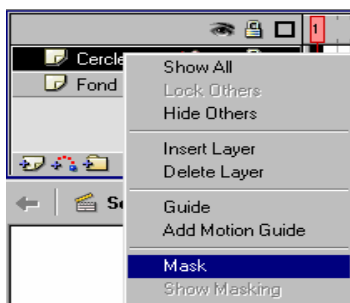 1
Cercle
Fond
Show All
Lock Others
Hide Others
Insert Layer
Delete Layer
Guide
Add Motion Guide
Mask
Show Masking